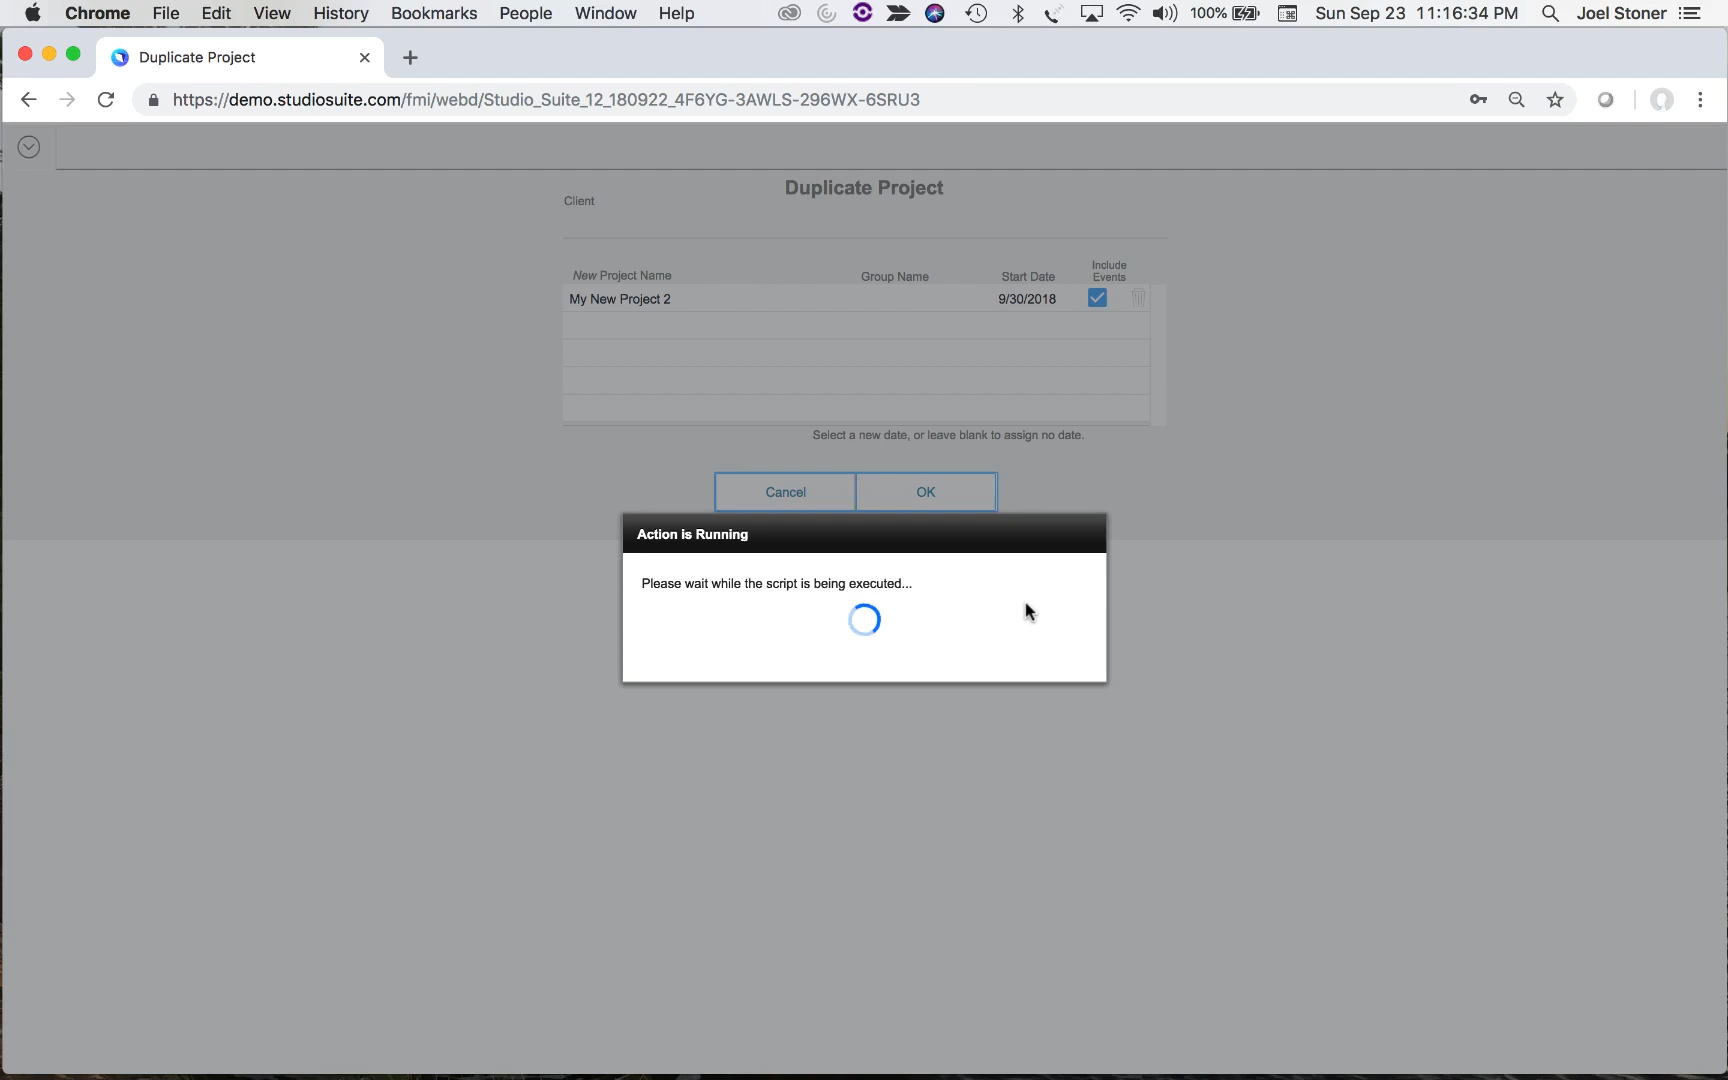 Chrome File Edit View History Bookmarks People Window Help 100% Sun Sep 23 11:16:34 PM Joel Stoner
Duplicate Project
https://demo.studiosuite.com/fmi/webd/Studio_Suite_12_180922_4F6YG-3AWLS-296WX-6SRU3
Duplicate Project
Client
New Project Name Group Name Start Date Include Events
My New Project 2 9/30/2018
Select a new date, or leave blank to assign no date.
Cancel OK
Action is Running
Please wait while the script is being executed...